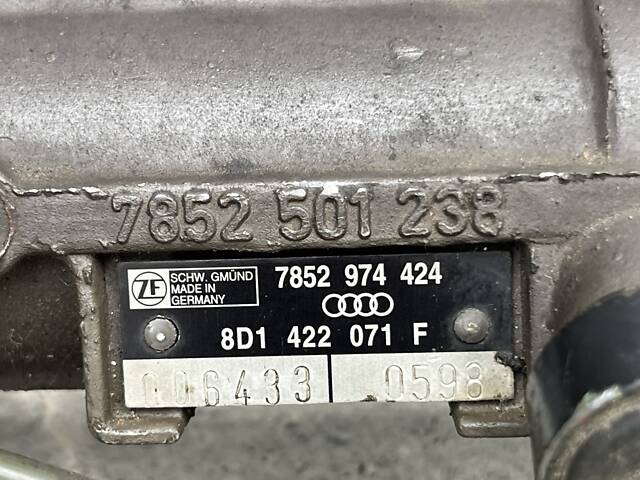 7852 501 238
ZF SCHW. GMÜND
MADE IN
GERMANY
7852 974 424
8D1 422 071 F
006433 0598